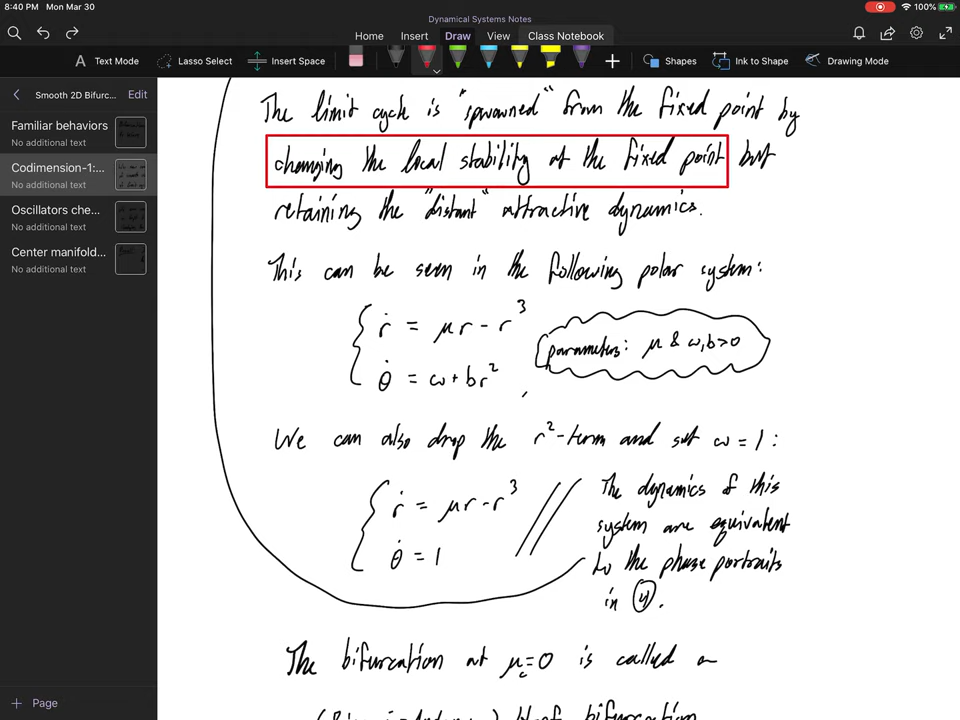 8:40 PM Mon Mar 30
100%
Dynamical Systems Notes
Home Insert Draw View Class Notebook
Text Mode Lasso Select Insert Space Shapes Ink to Shape Drawing Mode
Smooth 2D Bifurc... Edit
Familiar behaviors
No additional text
Codimension-1:...
No additional text
Oscillators che...
No additional text
Center manifold...
No additional text
+ Page
The limit cycle is "spawned" from the fixed point by
changing the local stability at the fixed point but
retaining the "distant" attractive dynamics.
This can be seen in the following polar system:
ṙ = μr - r³
θ̇ = ω + br²,
parameters: μ & ω, b > 0
We can also drop the r²-term and set ω = 1:
ṙ = μr - r³
θ̇ = 1
The dynamics of this
system are equivalent
to the phase portraits
in (4).
The bifurcation at μc = 0 is called a
Hopf bifurcation